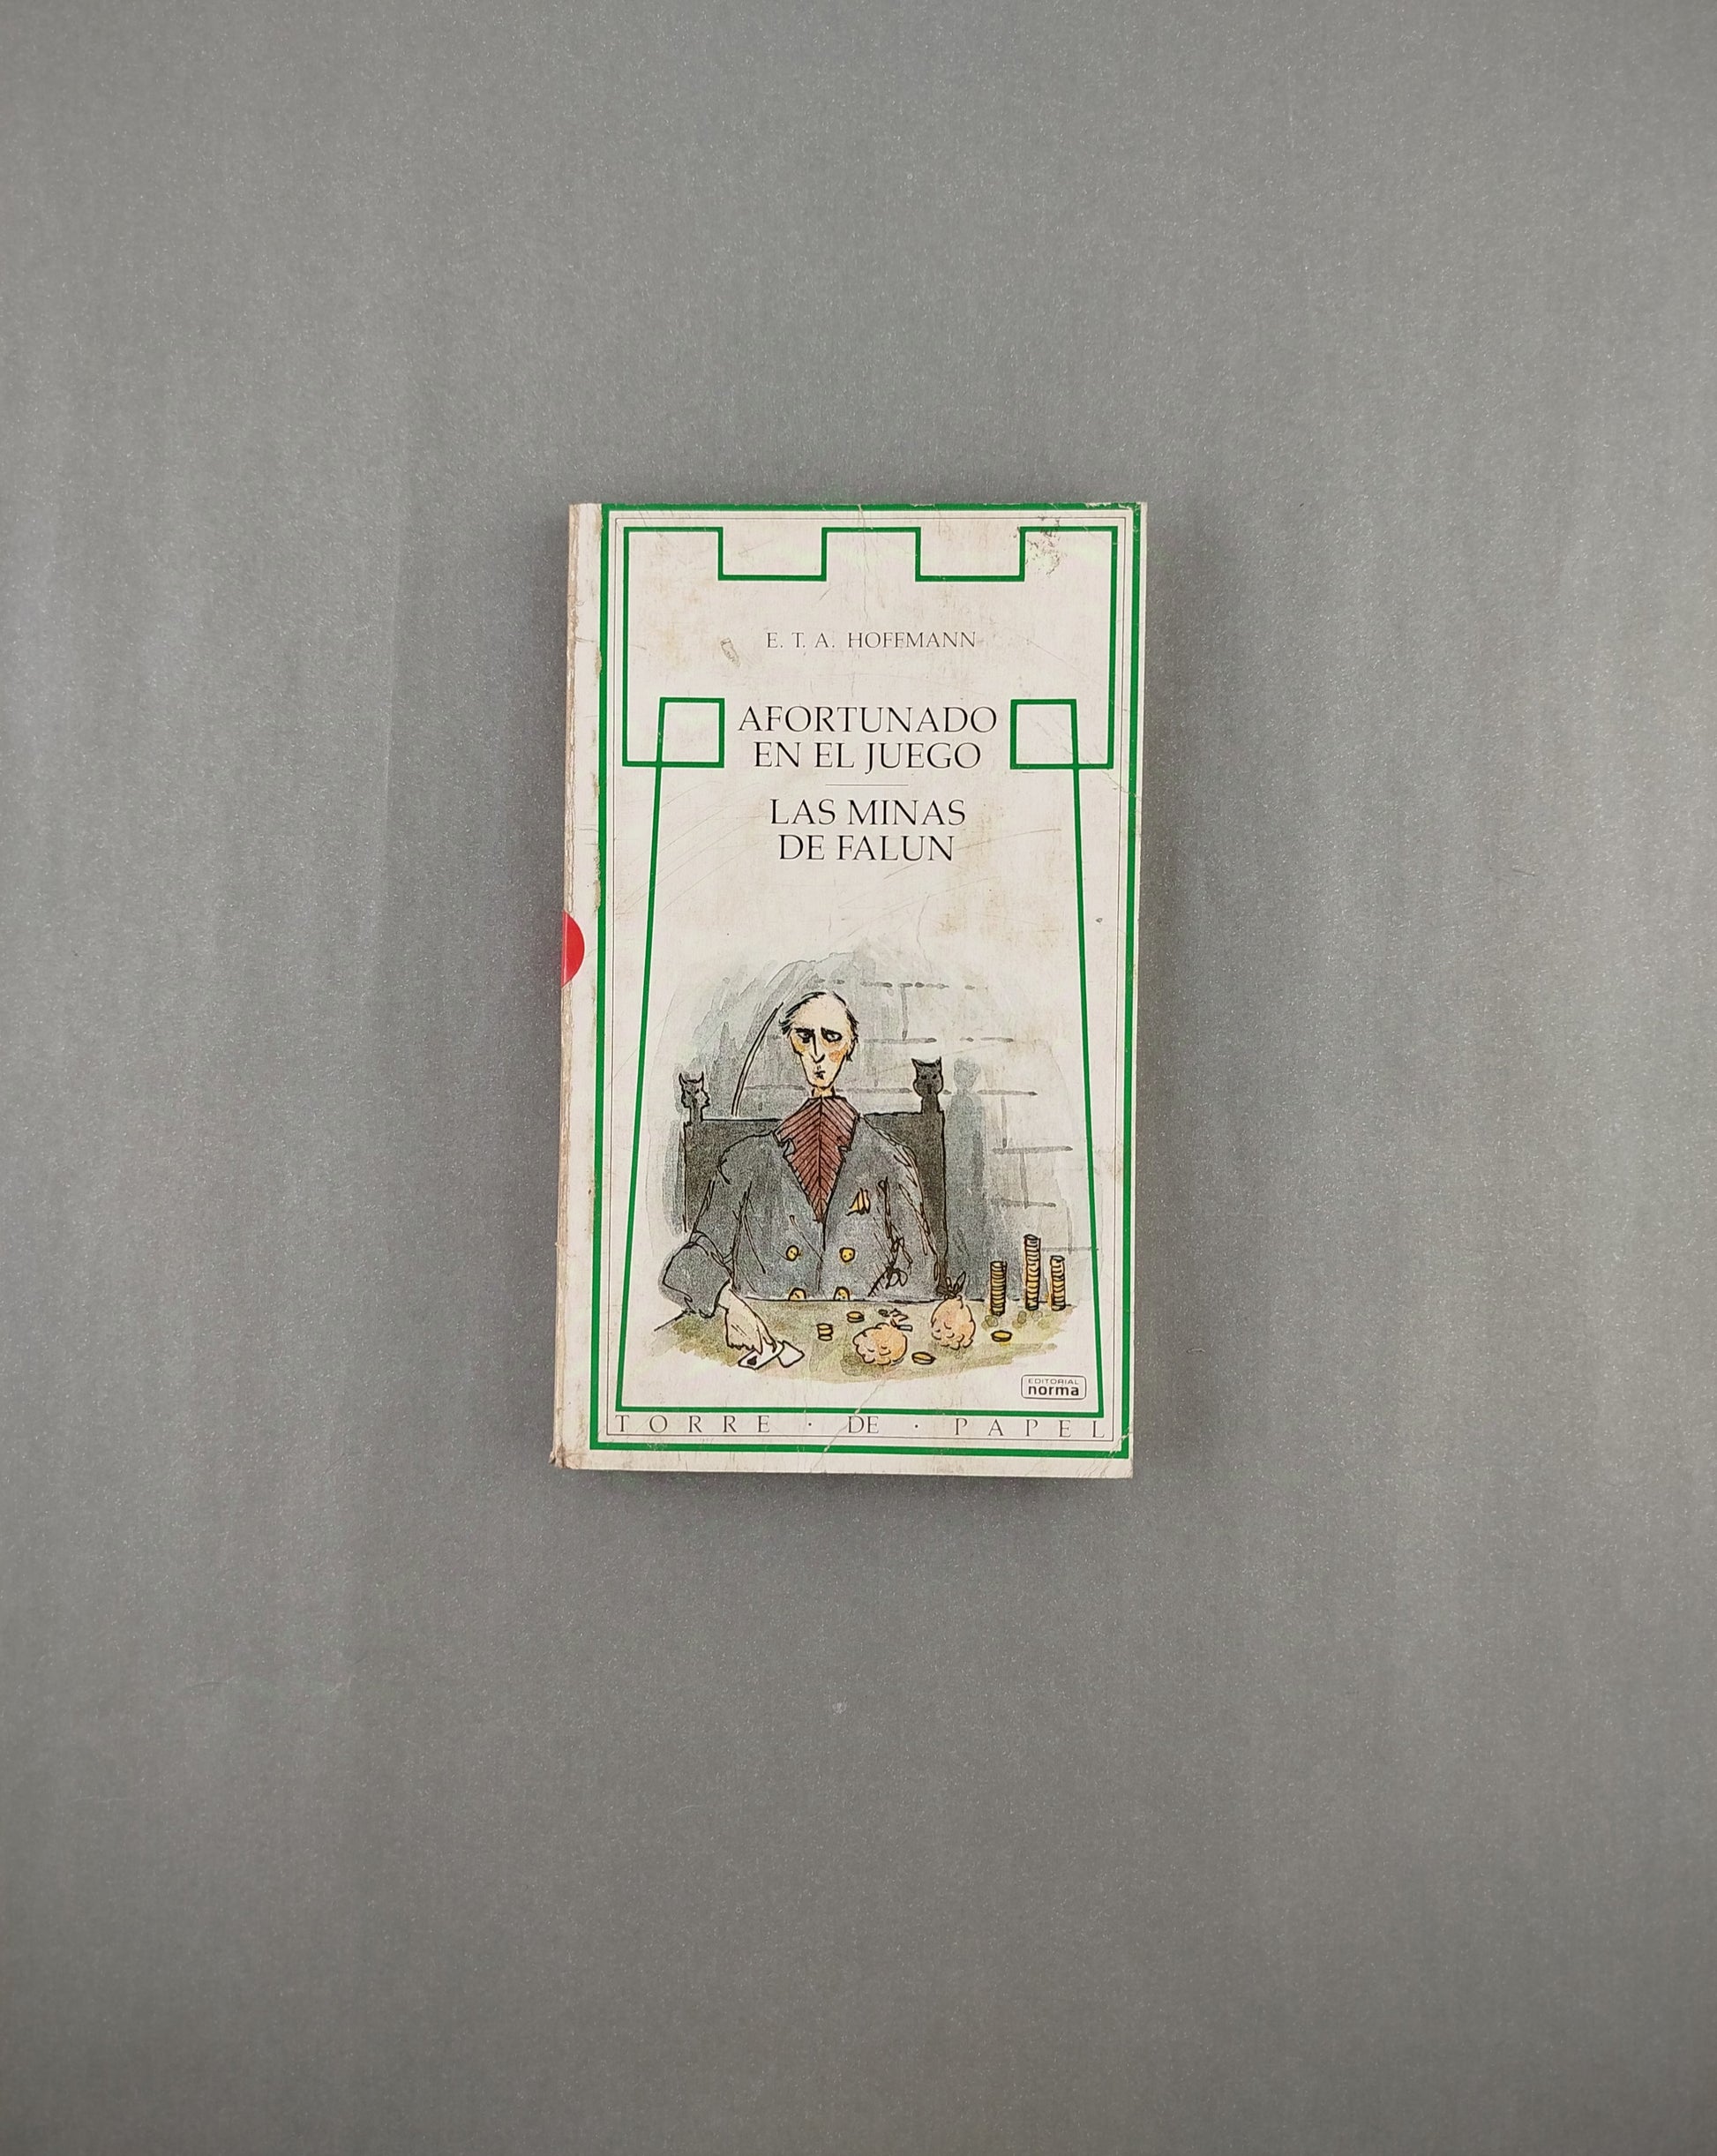 E. T. A. HOFFMANN
AFORTUNADO
EN EL JUEGO
LAS MINAS
DE FALUN
EDITORIAL
norma
TORRE · DE · PAPEL